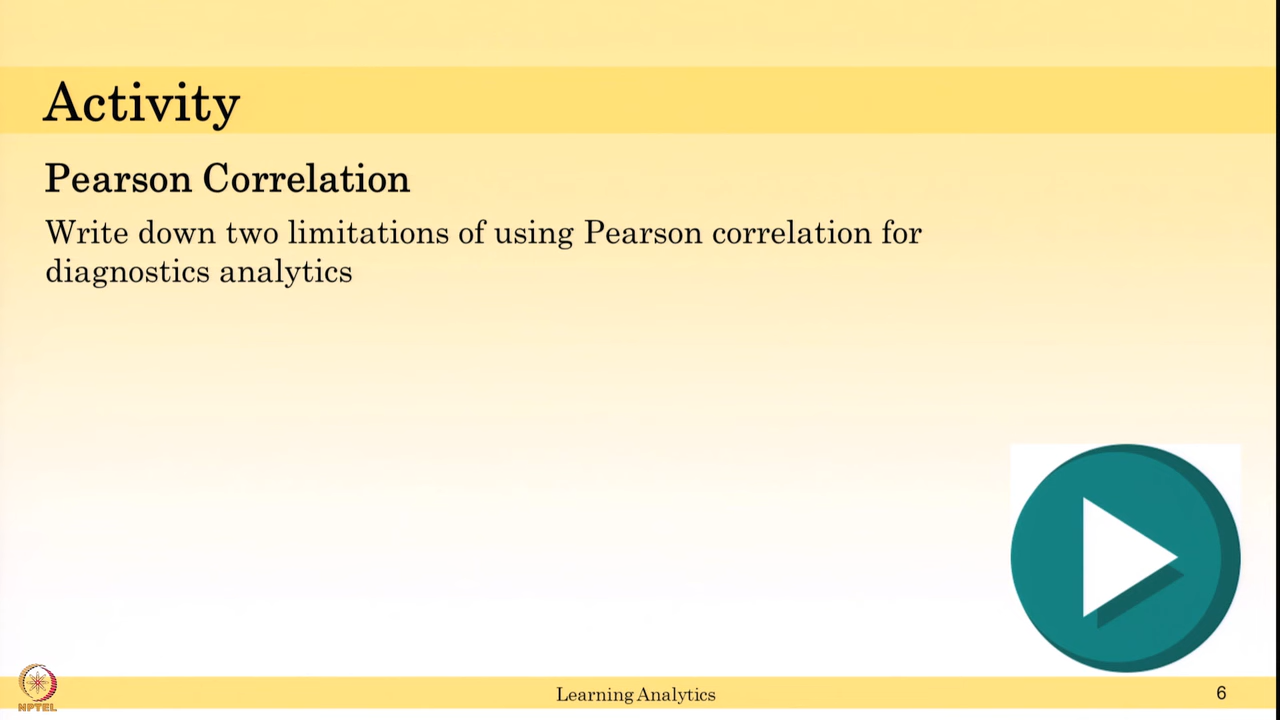 Activity
Pearson Correlation
Write down two limitations of using Pearson correlation for
diagnostics analytics
NPTEL
Learning Analytics
6